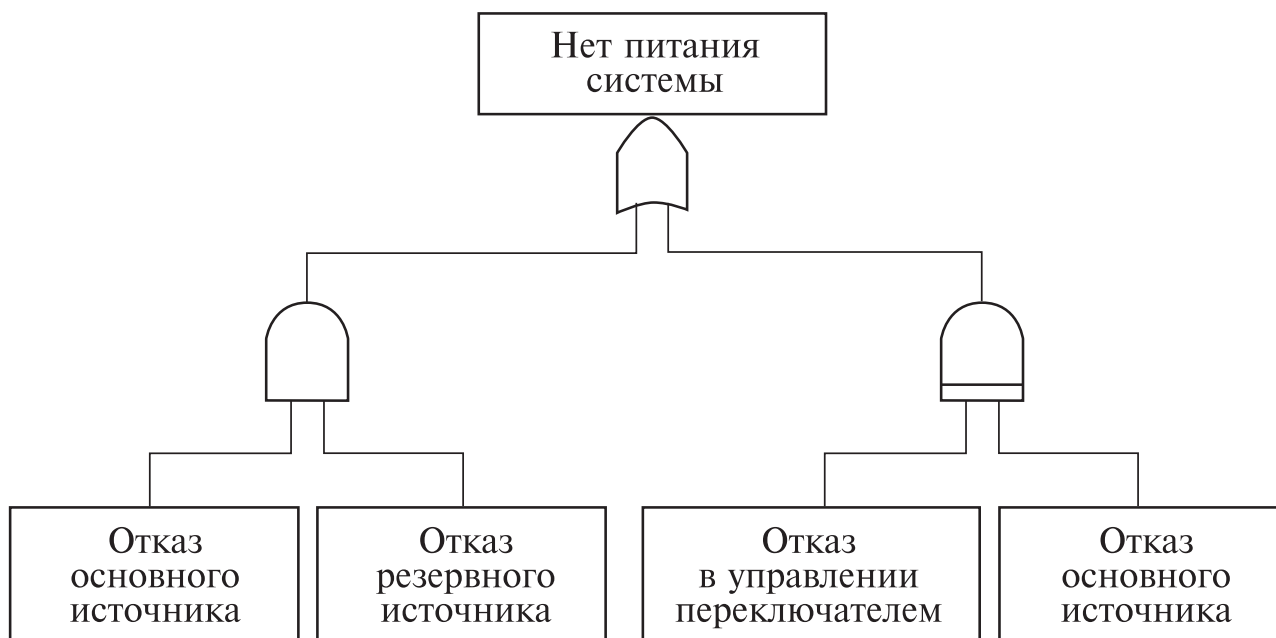 Нет питания
системы
Отказ
основного
источника
Отказ
резервного
источника
Отказ
в управлении
переключателем
Отказ
основного
источника